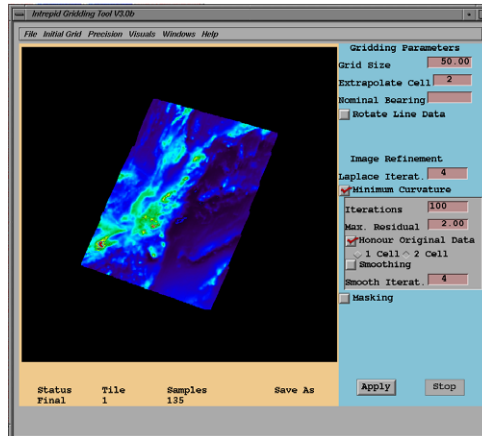 Intrepid Gridding Tool V3.0b
File Initial Grid Precision Visuals Windows Help
Gridding Parameters
Grid Size 50.00
Extrapolate Cell 2
Nominal Bearing
Rotate Line Data
Image Refinement
Laplace Iterat. 4
Minimum Curvature
Iterations 100
Max. Residual 2.00
Honour Original Data
1 Cell 2 Cell
Smoothing
Smooth Iterat. 4
Masking
Apply Stop
Status Tile Samples Save As
Final 1 135